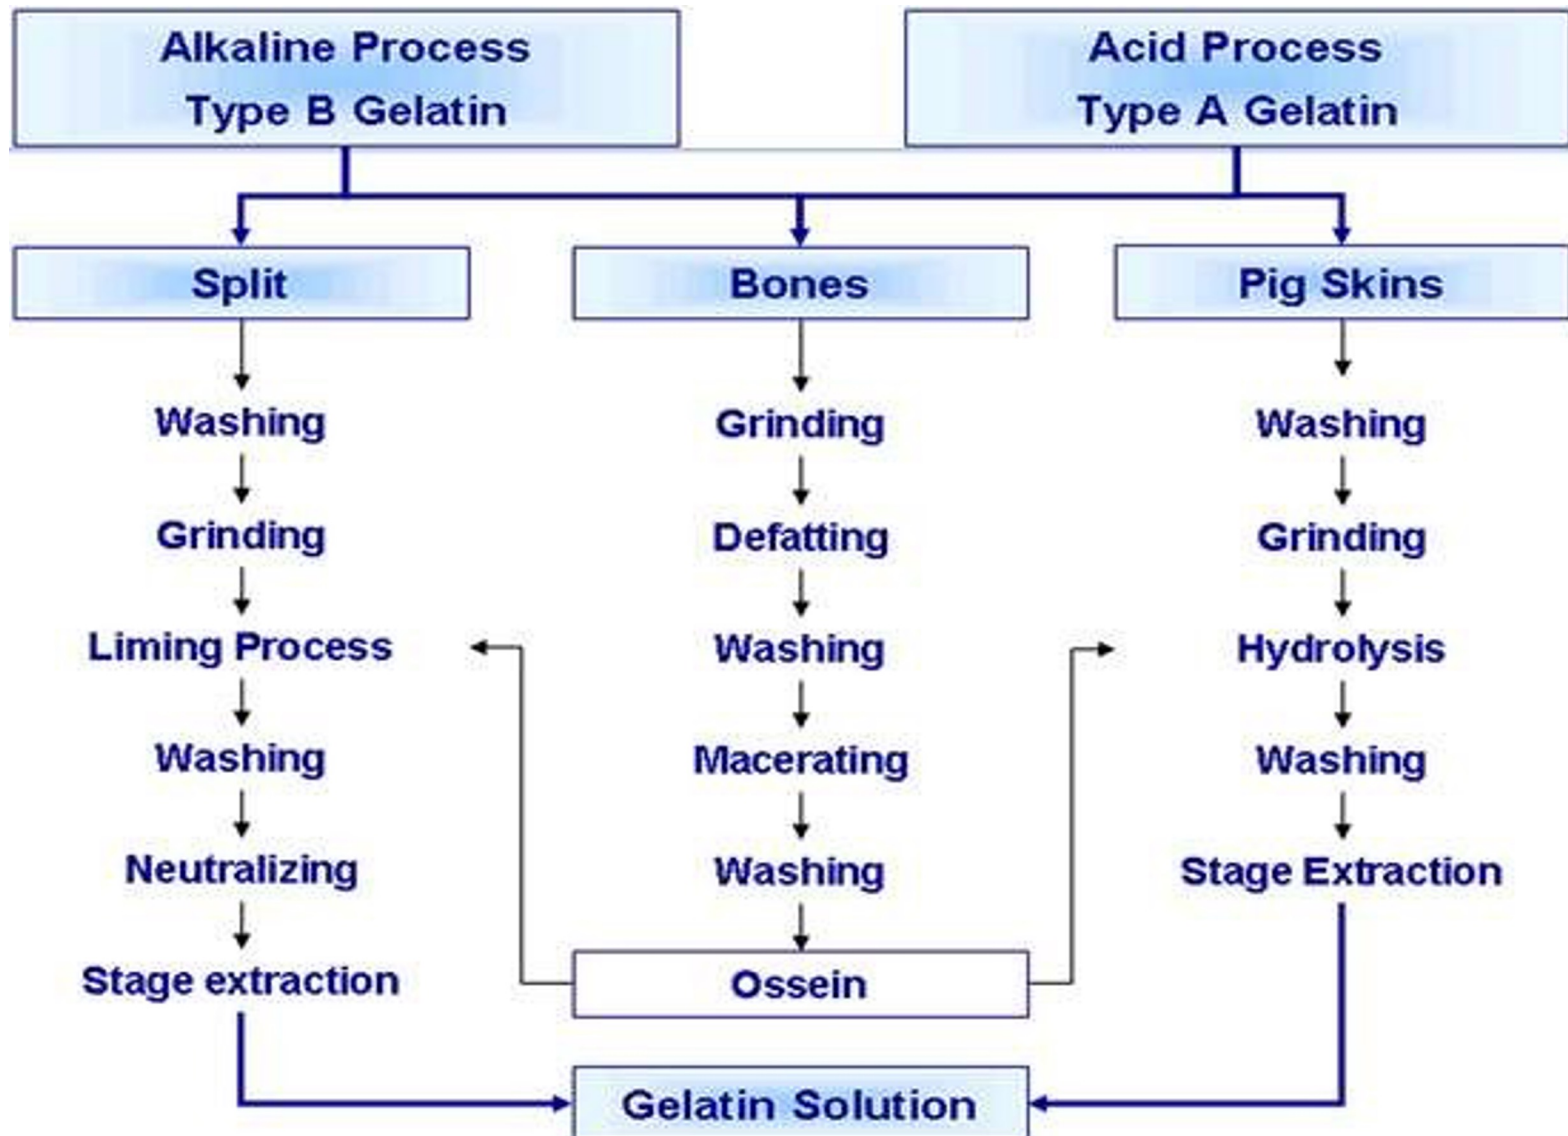 Alkaline Process
Type B Gelatin
Acid Process
Type A Gelatin
Split
Bones
Pig Skins
Washing
Grinding
Liming Process
Washing
Neutralizing
Stage extraction
Grinding
Defatting
Washing
Macerating
Washing
Ossein
Washing
Grinding
Hydrolysis
Washing
Stage Extraction
Gelatin Solution